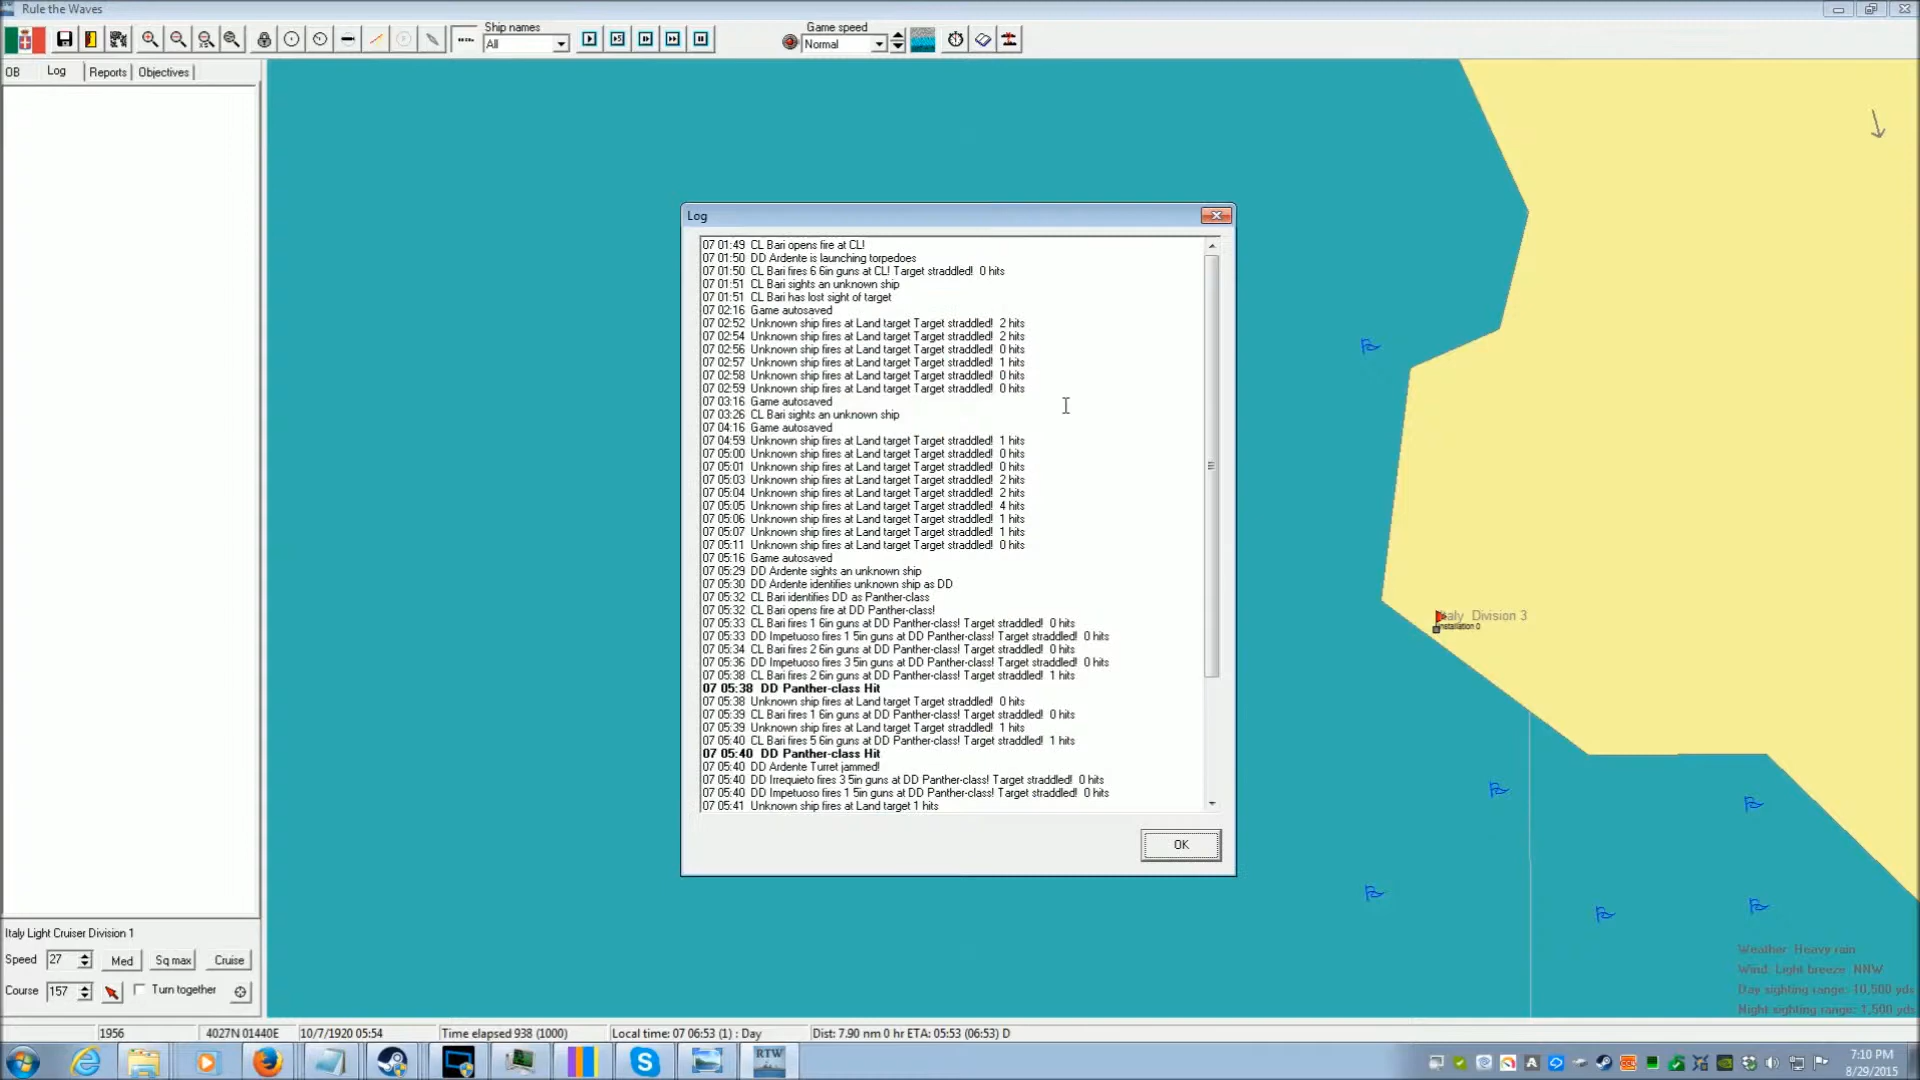 Rule the Waves
Ship names
All
Game speed
Normal
OB Log Reports Objectives
Log
07 01:49 CL Bari opens fire at CL!
07 01:50 DD Ardente is launching torpedoes
07 01:50 CL Bari fires 6 6in guns at CL! Target straddled! 0 hits
07 01:51 CL Bari sights an unknown ship
07 01:51 CL Bari has lost sight of target
07 02:16 Game autosaved
07 02:52 Unknown ship fires at Land target Target straddled! 2 hits
07 02:54 Unknown ship fires at Land target Target straddled! 2 hits
07 02:56 Unknown ship fires at Land target Target straddled! 0 hits
07 02:57 Unknown ship fires at Land target Target straddled! 1 hits
07 02:58 Unknown ship fires at Land target Target straddled! 0 hits
07 02:59 Unknown ship fires at Land target Target straddled! 0 hits
07 03:16 Game autosaved
07 03:26 CL Bari sights an unknown ship
07 04:16 Game autosaved
07 04:59 Unknown ship fires at Land target Target straddled! 1 hits
07 05:00 Unknown ship fires at Land target Target straddled! 0 hits
07 05:01 Unknown ship fires at Land target Target straddled! 0 hits
07 05:03 Unknown ship fires at Land target Target straddled! 2 hits
07 05:04 Unknown ship fires at Land target Target straddled! 2 hits
07 05:05 Unknown ship fires at Land target Target straddled! 4 hits
07 05:06 Unknown ship fires at Land target Target straddled! 1 hits
07 05:07 Unknown ship fires at Land target Target straddled! 1 hits
07 05:11 Unknown ship fires at Land target Target straddled! 0 hits
07 05:16 Game autosaved
07 05:29 DD Ardente sights an unknown ship
07 05:30 DD Ardente identifies unknown ship as DD
07 05:32 CL Bari identifies DD as Panther-class
07 05:32 CL Bari opens fire at DD Panther-class!
07 05:33 CL Bari fires 1 6in guns at DD Panther-class! Target straddled! 0 hits
07 05:33 DD Impetuoso fires 1 5in guns at DD Panther-class! Target straddled! 0 hits
07 05:34 CL Bari fires 2 6in guns at DD Panther-class! Target straddled! 0 hits
07 05:36 DD Impetuoso fires 3 5in guns at DD Panther-class! Target straddled! 0 hits
07 05:38 CL Bari fires 2 6in guns at DD Panther-class! Target straddled! 1 hits
07 05:38 DD Panther-class Hit
07 05:38 Unknown ship fires at Land target Target straddled! 0 hits
07 05:39 CL Bari fires 1 6in guns at DD Panther-class! Target straddled! 0 hits
07 05:39 Unknown ship fires at Land target Target straddled! 1 hits
07 05:40 CL Bari fires 5 6in guns at DD Panther-class! Target straddled! 1 hits
07 05:40 DD Panther-class Hit
07 05:40 DD Ardente Turret jammed!
07 05:40 DD Irrequieto fires 3 5in guns at DD Panther-class! Target straddled! 0 hits
07 05:40 DD Impetuoso fires 1 5in guns at DD Panther-class! Target straddled! 0 hits
07 05:41 Unknown ship fires at Land target 1 hits
OK
Italy Division 3
Installation 0
Weather: Heavy rain
Wind: Light breeze NNW
Day sighting range: 10,500 yds
Night sighting range: 1,500 yds
Italy Light Cruiser Division 1
Speed 27 Med Sq max Cruise
Course 157 Turn together
1956 4027N 01440E 10/7/1920 05:54 Time elapsed 938 (1000) Local time: 07 06:53 (1) : Day Dist: 7.90 nm 0 hr ETA: 05:53 (06:53) D
RTW
7:10 PM
8/29/2015